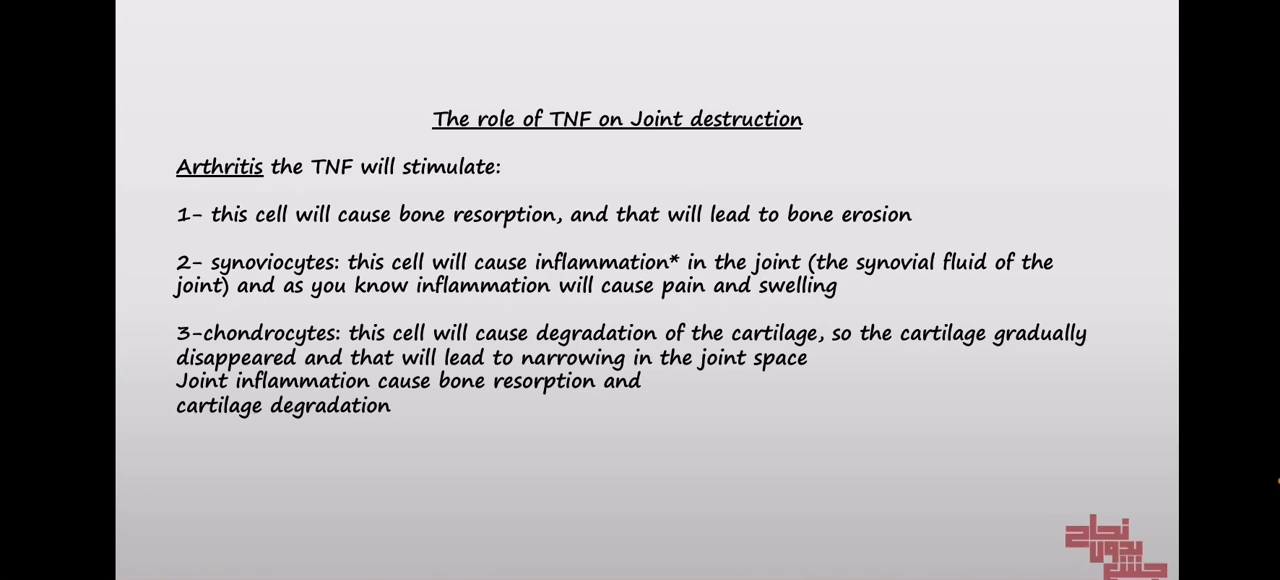 The role of TNF on Joint destruction
Arthritis the TNF will stimulate:
1- this cell will cause bone resorption, and that will lead to bone erosion
2- synoviocytes: this cell will cause inflammation* in the joint (the synovial fluid of the
joint) and as you know inflammation will cause pain and swelling
3-chondrocytes: this cell will cause degradation of the cartilage, so the cartilage gradually
disappeared and that will lead to narrowing in the joint space
Joint inflammation cause bone resorption and
cartilage degradation
نجاح
بدون